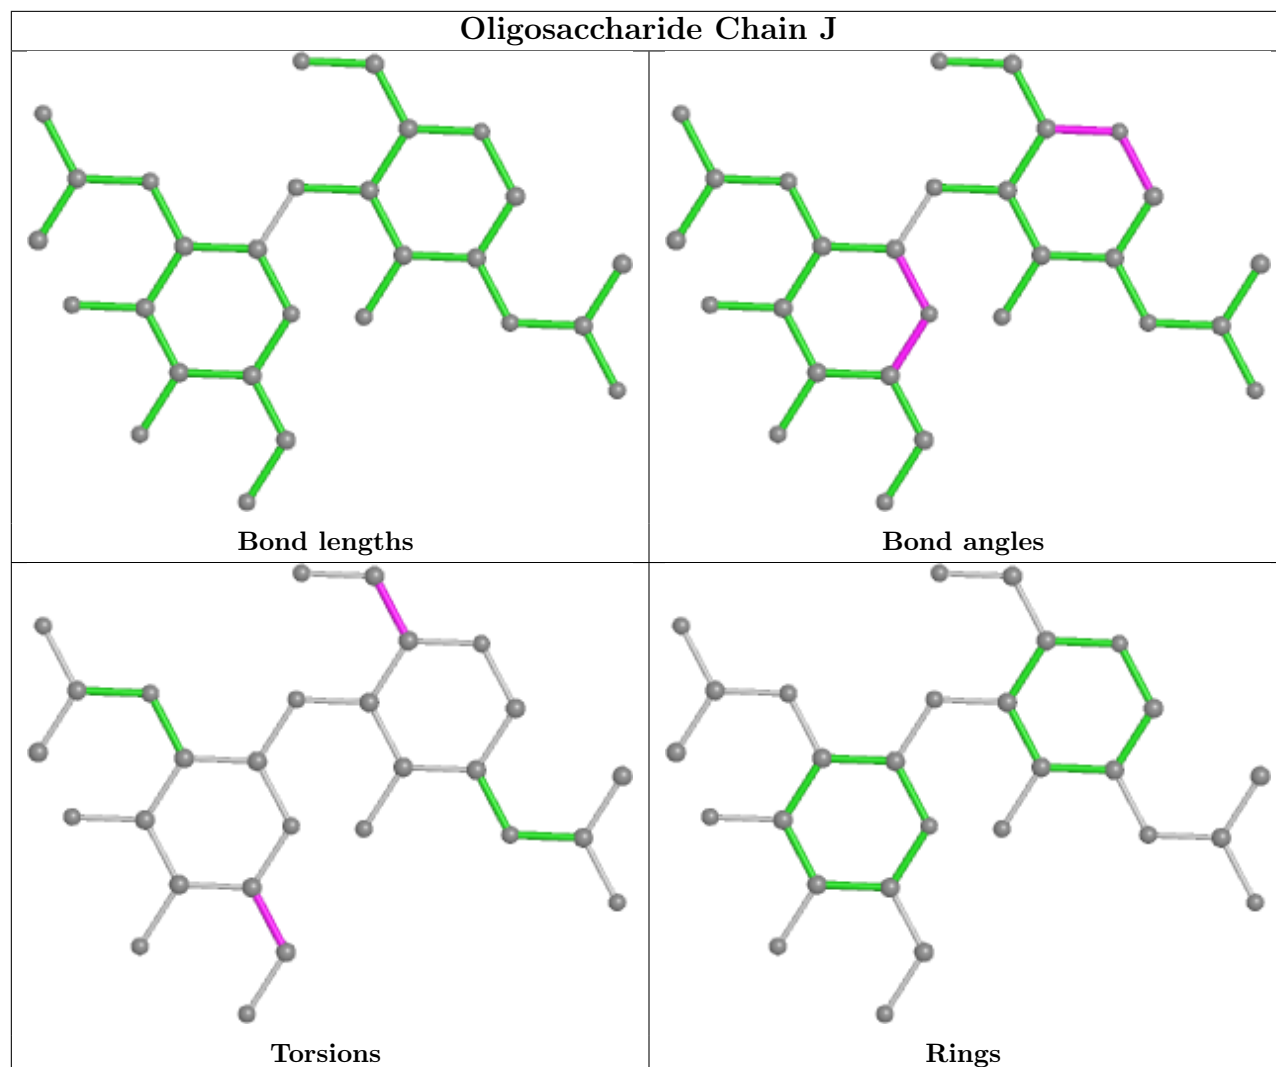 Oligosaccharide Chain J
Bond lengths
Bond angles
Torsions
Rings